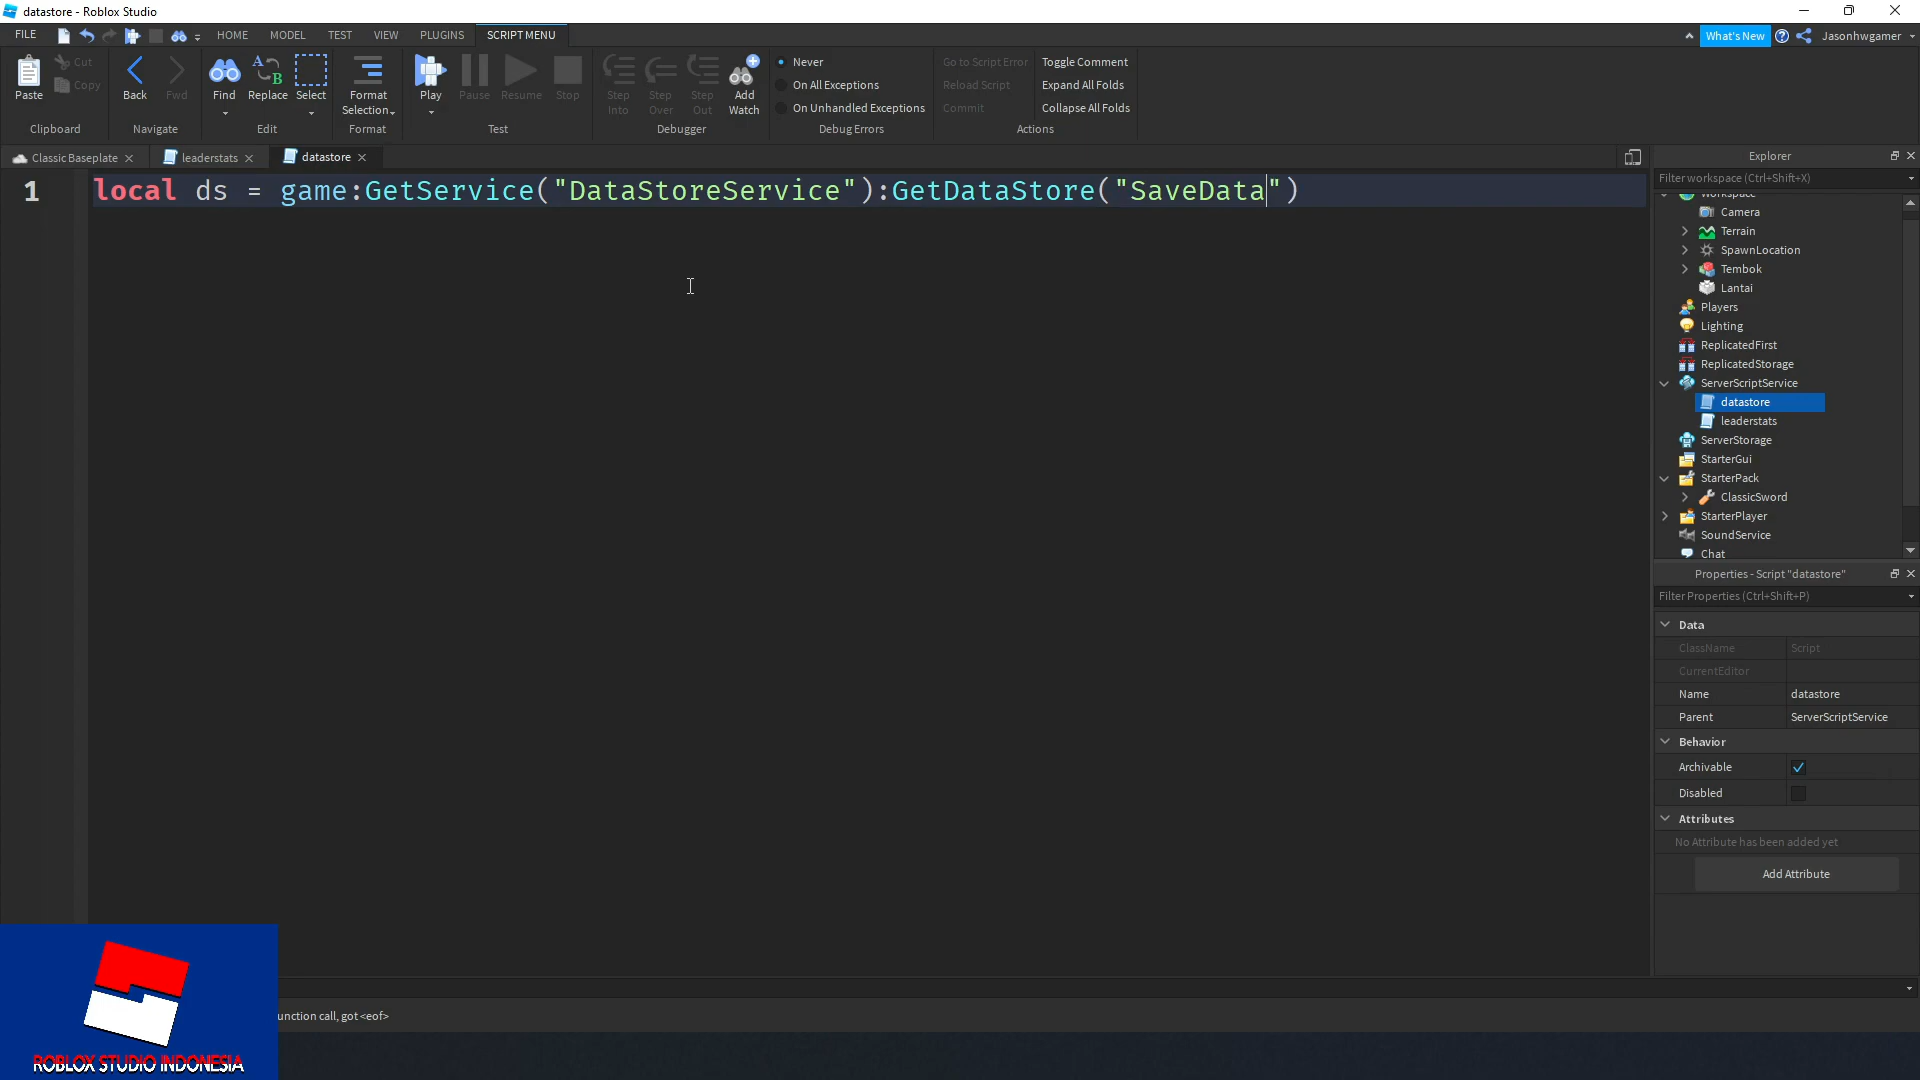 datastore - Roblox Studio
FILE HOME MODEL TEST VIEW PLUGINS SCRIPT MENU What's New Jasonhwgamer
Paste Cut Copy Clipboard
Back Fwd Navigate
Find Replace Select Edit
Format Selection Format
Play Pause Resume Stop Test
Step Into Step Over Step Out Add Watch Debugger
Never
On All Exceptions
On Unhandled Exceptions
Debug Errors
Go to Script Error Toggle Comment
Reload Script Expand All Folds
Commit Collapse All Folds
Actions
Classic Baseplate leaderstats datastore
1 local ds = game:GetService("DataStoreService"):GetDataStore("SaveData")
Explorer
Filter workspace (Ctrl+Shift+X)
Workspace
Camera
Terrain
SpawnLocation
Tembok
Lantai
Players
Lighting
ReplicatedFirst
ReplicatedStorage
ServerScriptService
datastore
leaderstats
ServerStorage
StarterGui
StarterPack
ClassicSword
StarterPlayer
SoundService
Chat
Properties - Script "datastore"
Filter Properties (Ctrl+Shift+P)
Data
ClassName Script
CurrentEditor
Name datastore
Parent ServerScriptService
Behavior
Archivable
Disabled
Attributes
No Attribute has been added yet
Add Attribute
unction call, got <eof>
ROBLOX STUDIO INDONESIA